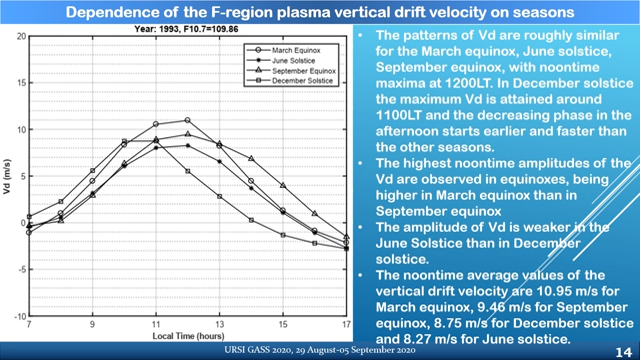 Dependence of the F-region plasma vertical drift velocity on seasons
Year: 1993, F10.7=109.86
20
15
10
5
0
-5
-10
Vd (m/s)
7
9
11
13
15
17
Local Time (hours)
March Equinox
June Solstice
September Equinox
December Solstice
• The patterns of Vd are roughly similar
for the March equinox, June solstice,
September equinox, with noontime
maxima at 1200LT. In December solstice
the maximum Vd is attained around
1100LT and the decreasing phase in the
afternoon starts earlier and faster than
the other seasons.
• The highest noontime amplitudes of the
Vd are observed in equinoxes, being
higher in March equinox than in
September equinox
• The amplitude of Vd is weaker in the
June Solstice than in December
solstice.
• The noontime average values of the
vertical drift velocity are 10.95 m/s for
March equinox, 9.46 m/s for September
equinox, 8.75 m/s for December solstice
and 8.27 m/s for June solstice.
URSI GASS 2020, 29 August-05 September 2020
14